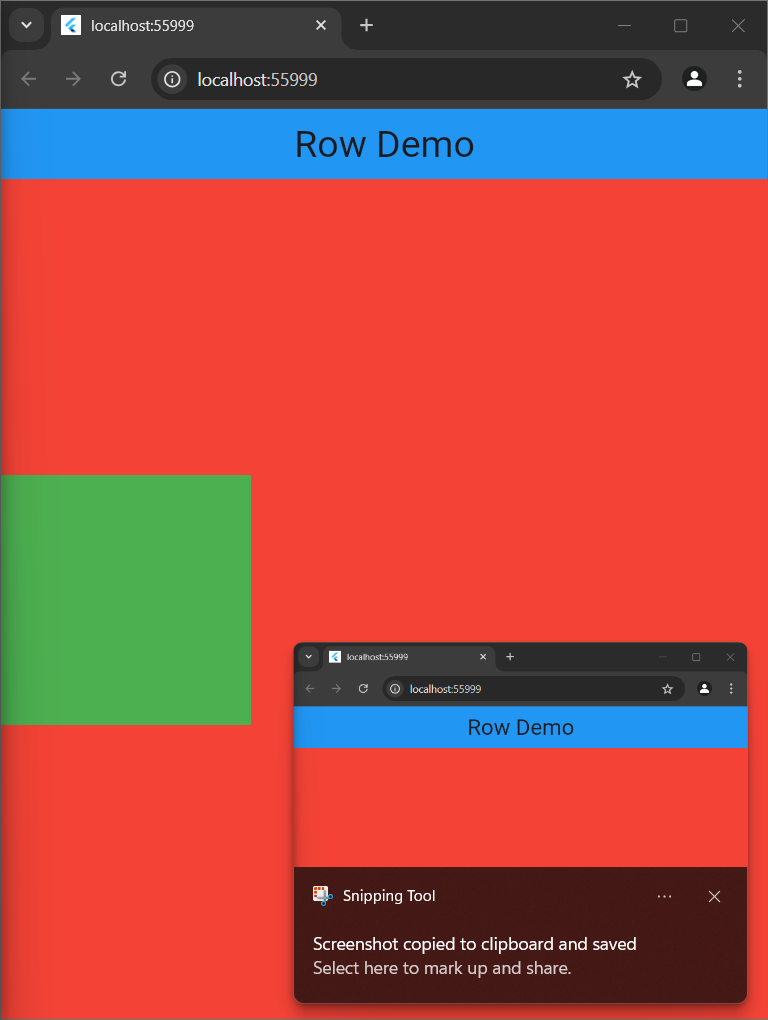 localhost:55999
localhost:55999
Row Demo
localhost:55999
localhost:55999
Row Demo
Snipping Tool
Screenshot copied to clipboard and saved
Select here to mark up and share.